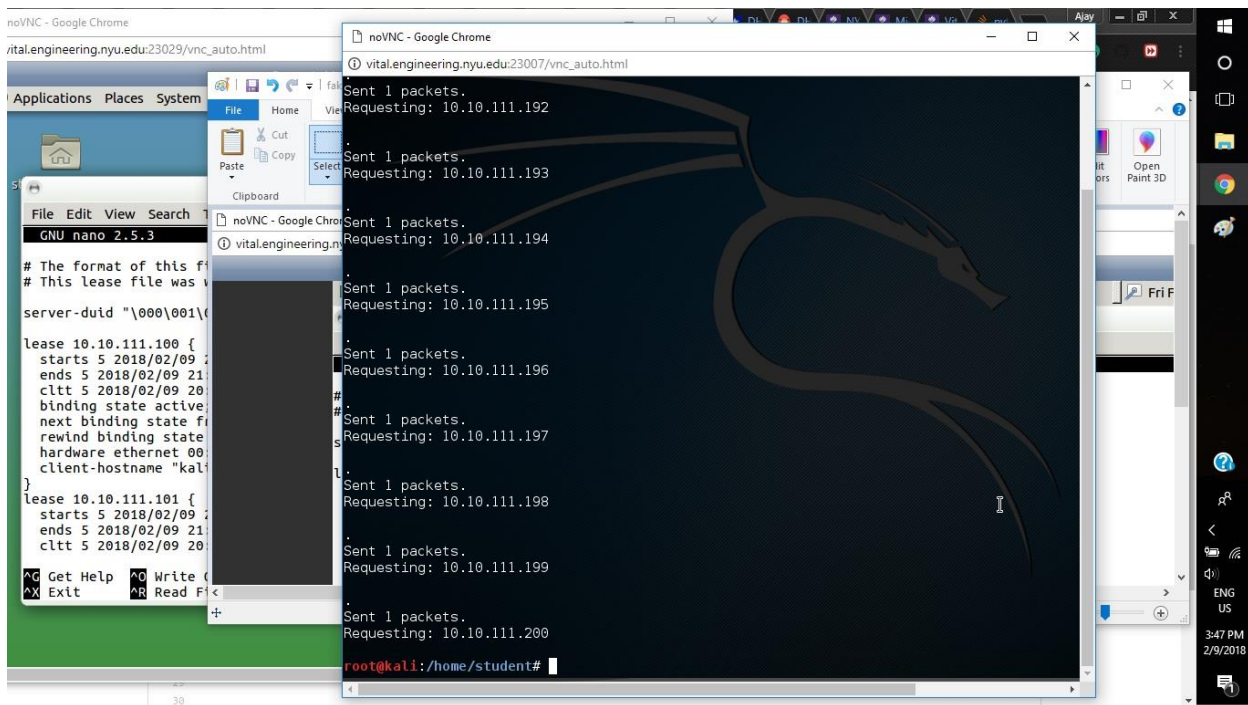 noVNC - Google Chrome
vital.engineering.nyu.edu:23029/vnc_auto.html
Applications Places System
File Edit View Search
GNU nano 2.5.3
# The format of this
# This lease file was
server-duid "\000\001\
lease 10.10.111.100 {
starts 5 2018/02/09
ends 5 2018/02/09 21
cltt 5 2018/02/09 20
binding state active;
next binding state
rewind binding state
hardware ethernet 00:
client-hostname "kali
}
lease 10.10.111.101 {
starts 5 2018/02/09
ends 5 2018/02/09 21
cltt 5 2018/02/09 20
^G Get Help ^O Write
^X Exit ^R Read
File Home
Paste
Cut
Copy
Select
Clipboard
noVNC - Google
vital.engineering
Open
Paint 3D
Fri
noVNC - Google Chrome
vital.engineering.nyu.edu:23007/vnc_auto.html
.
Sent 1 packets.
Requesting: 10.10.111.192
.
Sent 1 packets.
Requesting: 10.10.111.193
.
Sent 1 packets.
Requesting: 10.10.111.194
.
Sent 1 packets.
Requesting: 10.10.111.195
.
Sent 1 packets.
Requesting: 10.10.111.196
.
Sent 1 packets.
Requesting: 10.10.111.197
.
Sent 1 packets.
Requesting: 10.10.111.198
.
Sent 1 packets.
Requesting: 10.10.111.199
.
Sent 1 packets.
Requesting: 10.10.111.200
root@kali:/home/student#
Ajay
ENG
US
3:47 PM
2/9/2018
30